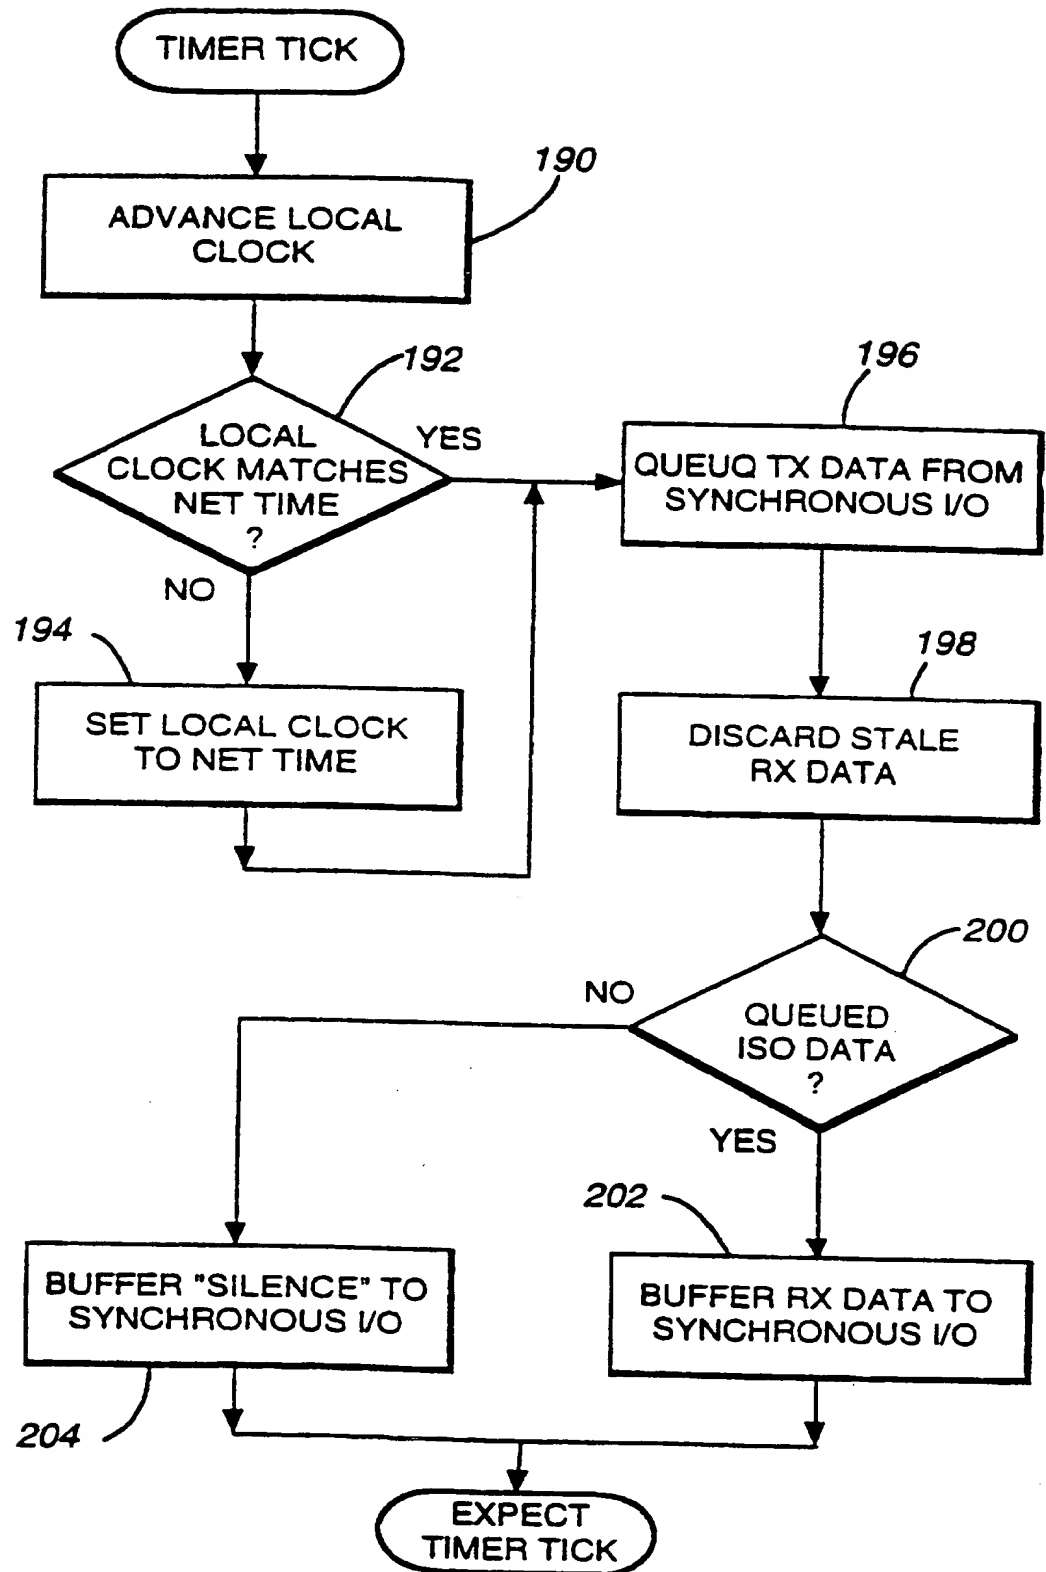 TIMER TICK
190
ADVANCE LOCAL
CLOCK
192
LOCAL
CLOCK MATCHES
NET TIME
?
YES
NO
194
SET LOCAL CLOCK
TO NET TIME
196
QUEUQ TX DATA FROM
SYNCHRONOUS I/O
198
DISCARD STALE
RX DATA
200
QUEUED
ISO DATA
?
NO
YES
202
BUFFER RX DATA TO
SYNCHRONOUS I/O
BUFFER "SILENCE" TO
SYNCHRONOUS I/O
204
EXPECT
TIMER TICK